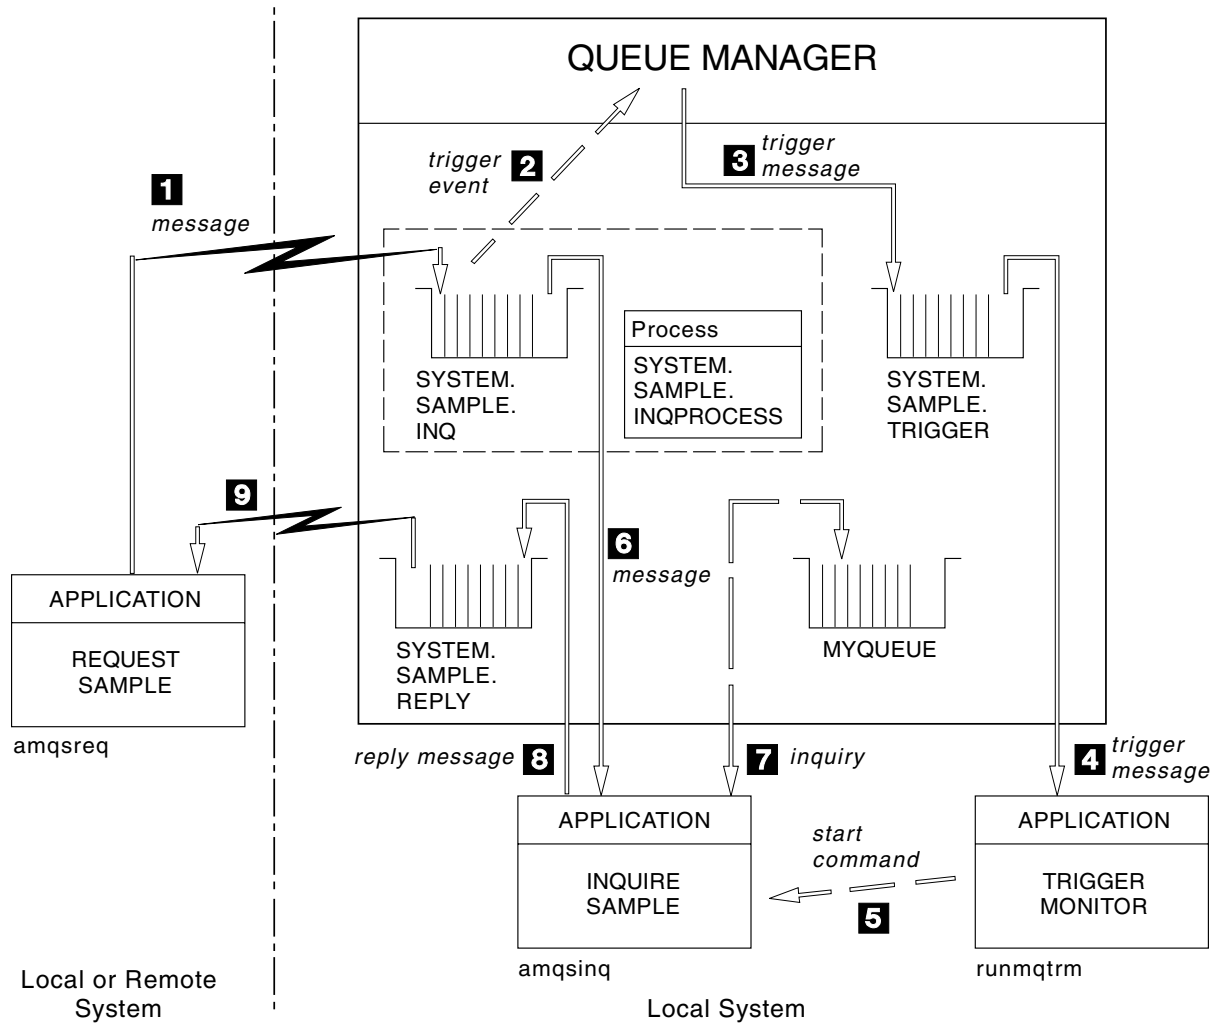 QUEUE MANAGER
1
message
trigger
event
2
3
trigger
message
SYSTEM.
SAMPLE.
INQ
Process
SYSTEM.
SAMPLE.
INQPROCESS
SYSTEM.
SAMPLE.
TRIGGER
9
6
message
APPLICATION
REQUEST
SAMPLE
amqsreq
SYSTEM.
SAMPLE.
REPLY
MYQUEUE
reply message
8
7
inquiry
4
trigger
message
APPLICATION
INQUIRE
SAMPLE
amqsinq
start
command
5
APPLICATION
TRIGGER
MONITOR
runmqtrm
Local or Remote
System
Local System